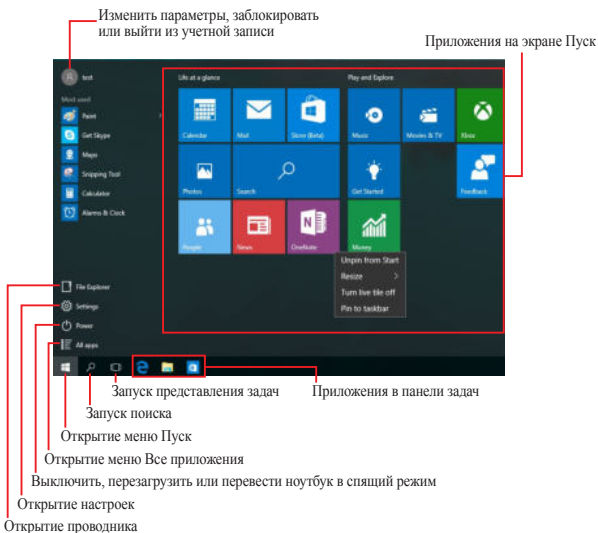 Изменить параметры, заблокировать
или выйти из учетной записи
Приложения на экране Пуск
test
Life at a glance
Play and Explore
Most used
Paint
Get Skype
Maps
Snipping Tool
Calculator
Alarms & Clock
Calendar
Mail
Store (Beta)
Music
Movies & TV
Xbox
Photos
Search
Get Started
Feedback
People
News
OneNote
Money
Unpin from Start
Resize
Turn live tile off
Pin to taskbar
File Explorer
Settings
Power
All apps
Запуск представления задач
Приложения в панели задач
Запуск поиска
Открытие меню Пуск
Открытие меню Все приложения
Выключить, перезагрузить или перевести ноутбук в спящий режим
Открытие настроек
Открытие проводника